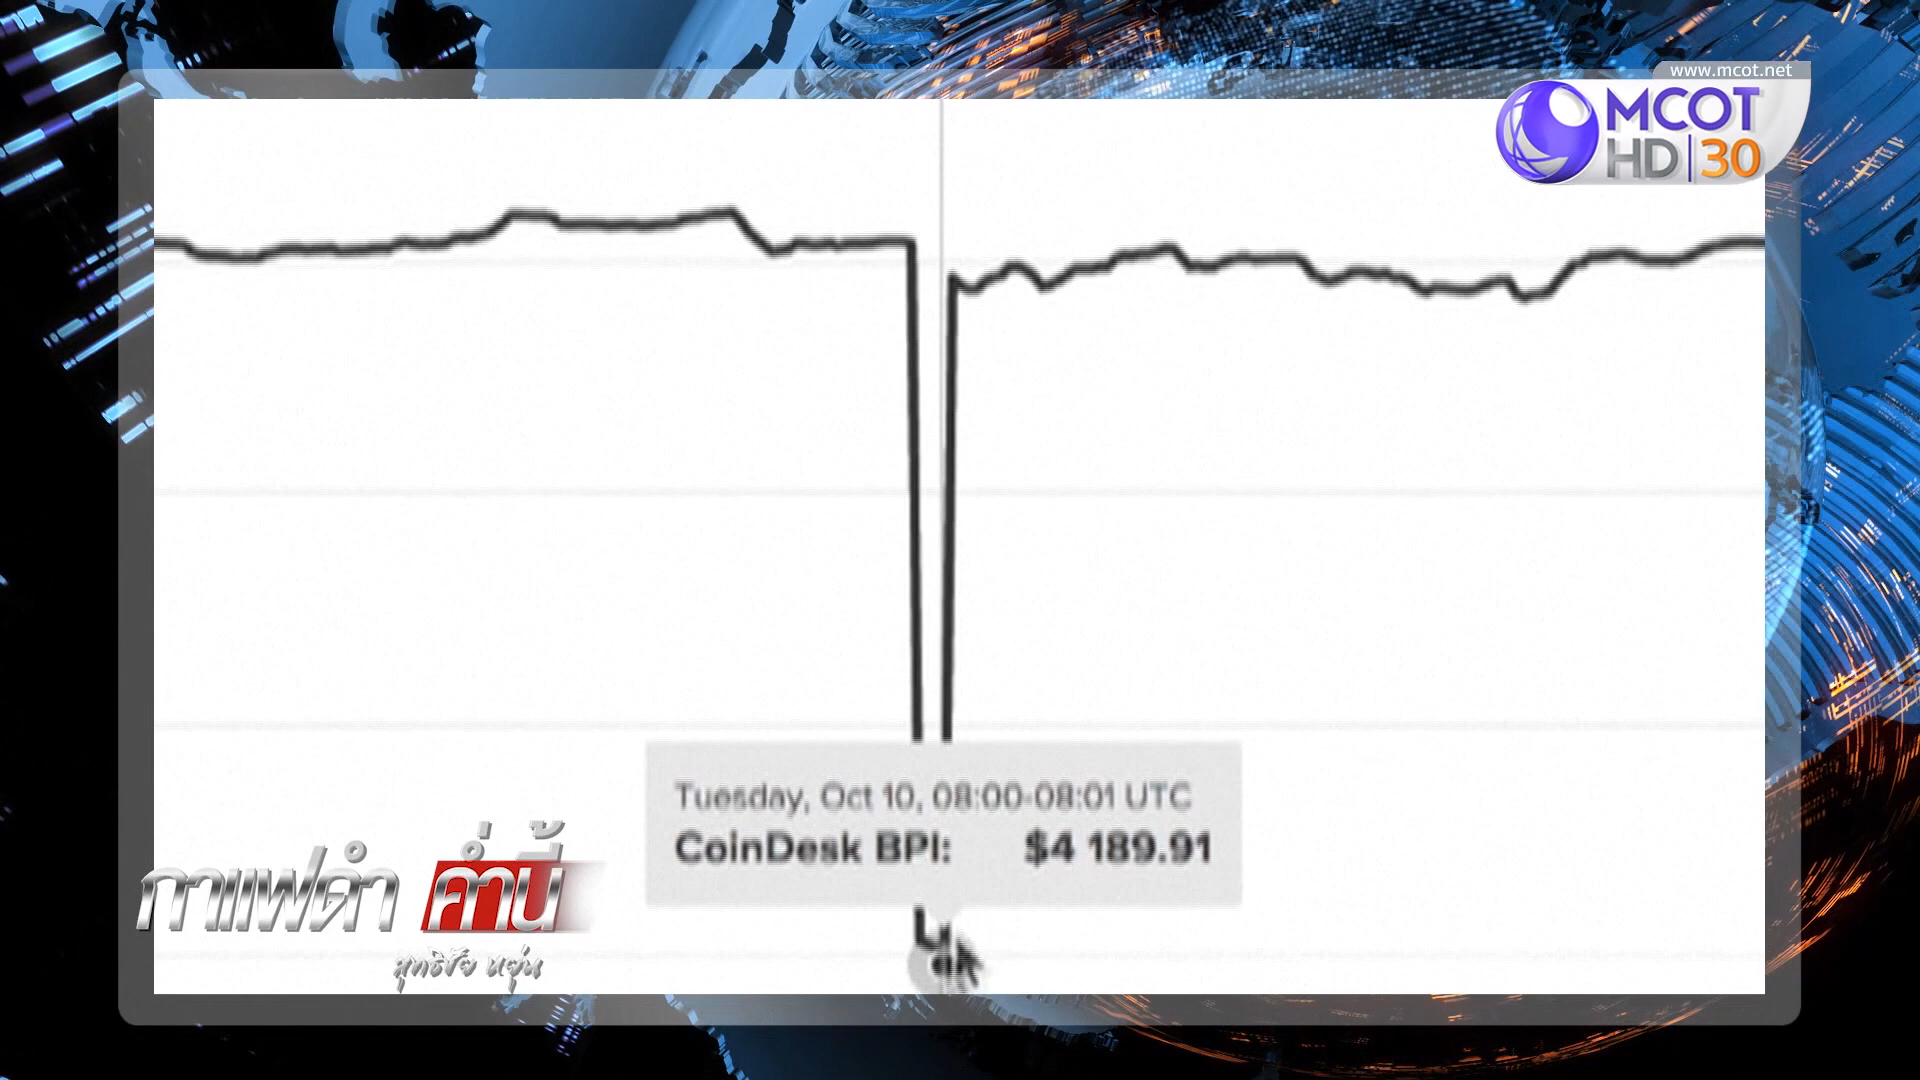 www.mcot.net
MCOT
HD 30
Tuesday, Oct 10, 08:00-08:01 UTC
CoinDesk BPI: $4 189.91
กาแฟดำ ค่ำนี้
สุทธิชัย หยุ่น